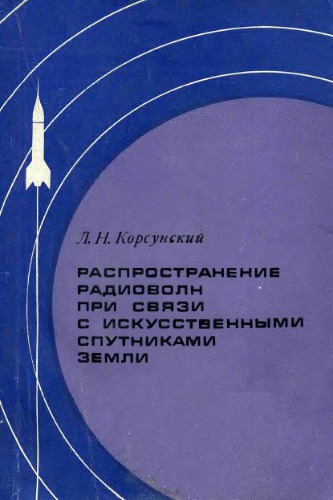 Л. Н. Корсунский
РАСПРОСТРАНЕНИЕ
РАДИОВОЛН
ПРИ СВЯЗИ
С ИСКУССТВЕННЫМИ
СПУТНИКАМИ
ЗЕМЛИ